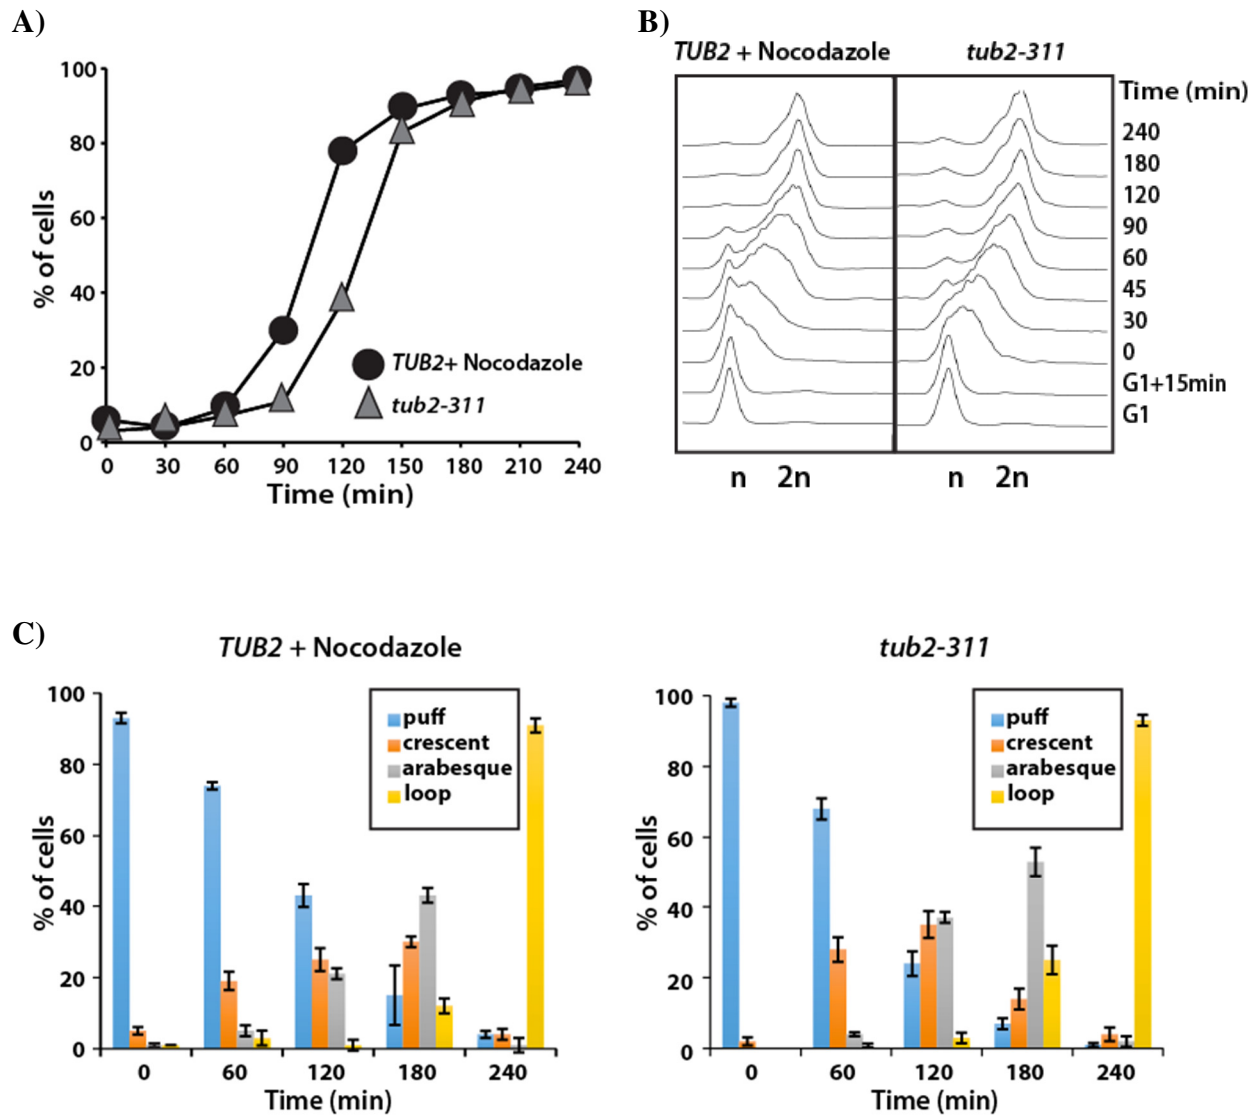 A)
100
80
60
40
20
0
% of cells
TUB2+ Nocodazole
tub2-311
0 30 60 90 120 150 180 210 240
Time (min)
B)
TUB2 + Nocodazole tub2-311
Time (min)
240
180
120
90
60
45
30
0
G1+15min
G1
n 2n n 2n
C)
TUB2 + Nocodazole
100
80
60
40
20
0
% of cells
puff
crescent
arabesque
loop
0 60 120 180 240
Time (min)
tub2-311
100
80
60
40
20
0
% of cells
puff
crescent
arabesque
loop
0 60 120 180 240
Time (min)